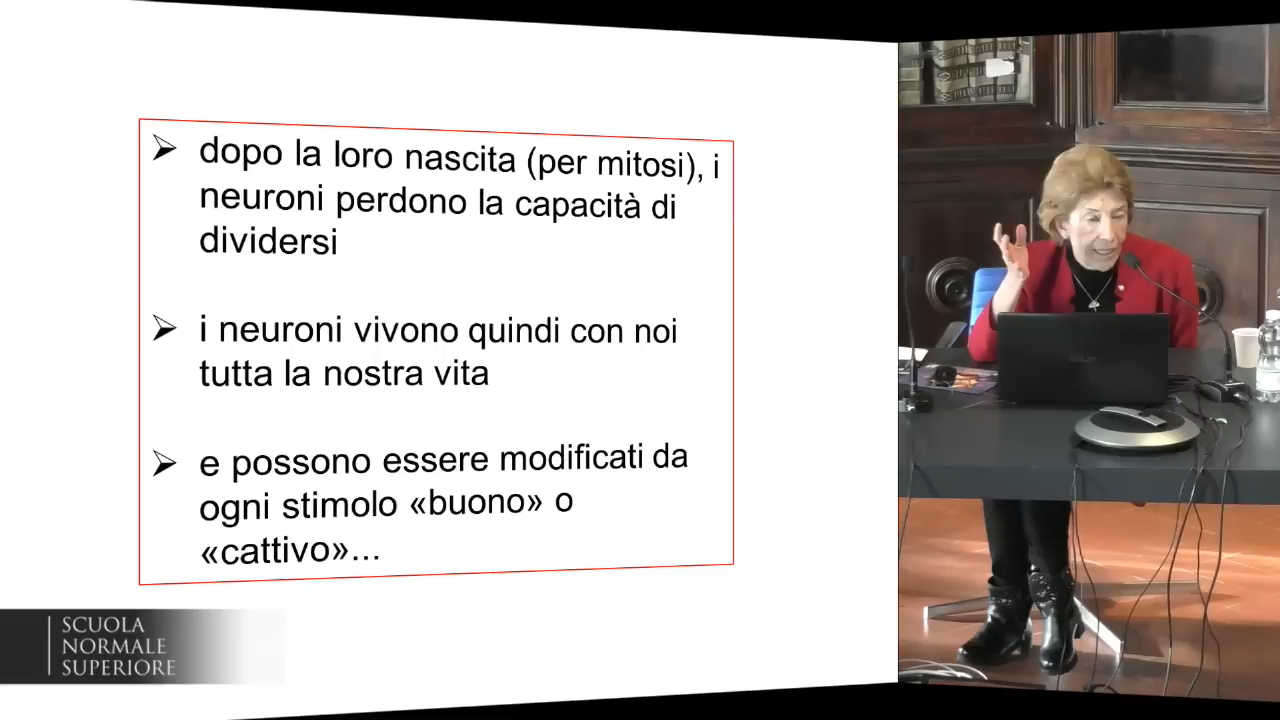 dopo la loro nascita (per mitosi), i
neuroni perdono la capacità di
dividersi
i neuroni vivono quindi con noi
tutta la nostra vita
e possono essere modificati da
ogni stimolo «buono» o
«cattivo»...
SCUOLA
NORMALE
SUPERIORE